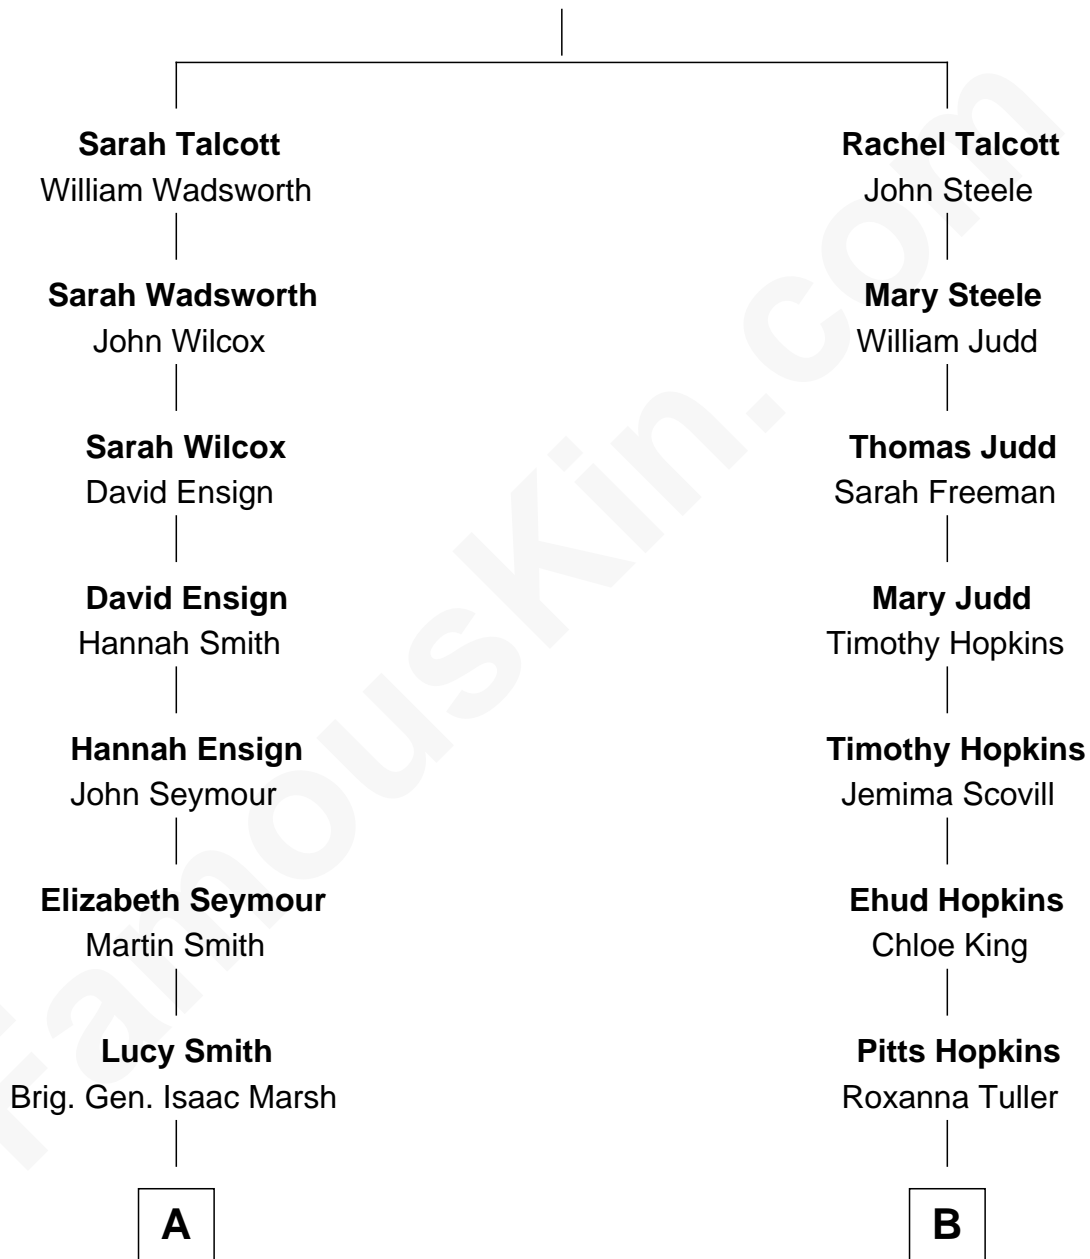 Sarah Talcott
William Wadsworth
Sarah Wadsworth
John Wilcox
Sarah Wilcox
David Ensign
David Ensign
Hannah Smith
Hannah Ensign
John Seymour
Elizabeth Seymour
Martin Smith
Lucy Smith
Brig. Gen. Isaac Marsh
A
Rachel Talcott
John Steele
Mary Steele
William Judd
Thomas Judd
Sarah Freeman
Mary Judd
Timothy Hopkins
Timothy Hopkins
Jemima Scovill
Ehud Hopkins
Chloe King
Pitts Hopkins
Roxanna Tuller
B
FamousKin.com